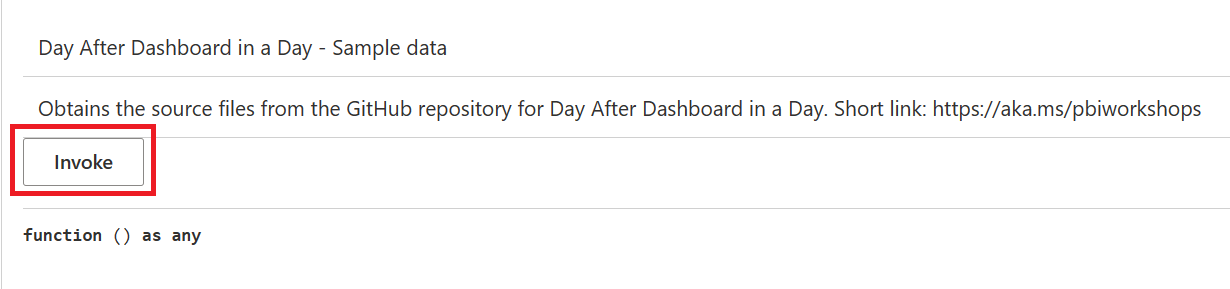 Day After Dashboard in a Day - Sample data
Obtains the source files from the GitHub repository for Day After Dashboard in a Day. Short link: https://aka.ms/pbiworkshops
Invoke
function () as any